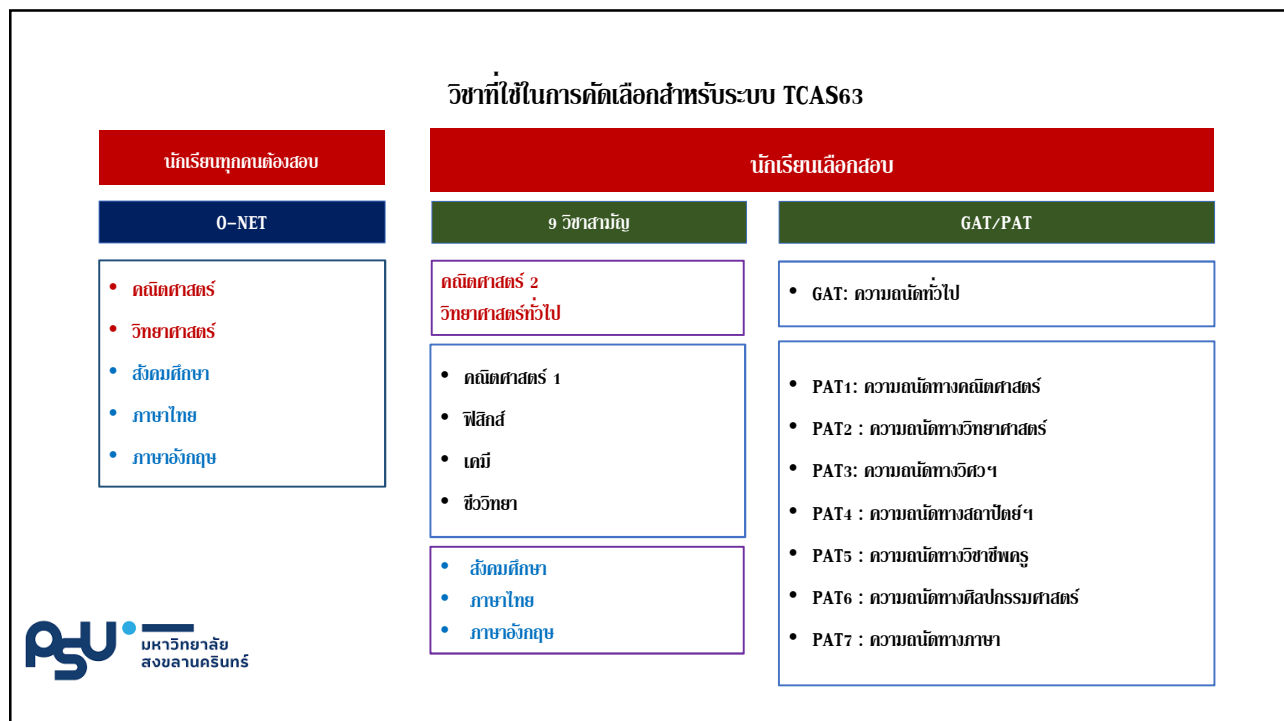 วิชาที่ใช้ในการคัดเลือกสำหรับระบบ TCAS63
นักเรียนทุกคนต้องสอบ
นักเรียนเลือกสอบ
O-NET
9 วิชาสามัญ
GAT/PAT
• คณิตศาสตร์
• วิทยาศาสตร์
• สังคมศึกษา
• ภาษาไทย
• ภาษาอังกฤษ
คณิตศาสตร์ 2
วิทยาศาสตร์ทั่วไป
• คณิตศาสตร์ 1
• ฟิสิกส์
• เคมี
• ชีววิทยา
• สังคมศึกษา
• ภาษาไทย
• ภาษาอังกฤษ
• GAT: ความถนัดทั่วไป
• PAT1: ความถนัดทางคณิตศาสตร์
• PAT2 : ความถนัดทางวิทยาศาสตร์
• PAT3: ความถนัดทางวิศวฯ
• PAT4 : ความถนัดทางสถาปัตย์ฯ
• PAT5 : ความถนัดทางวิชาชีพครู
• PAT6 : ความถนัดทางศิลปกรรมศาสตร์
• PAT7 : ความถนัดทางภาษา
PSU
มหาวิทยาลัย
สงขลานครินทร์